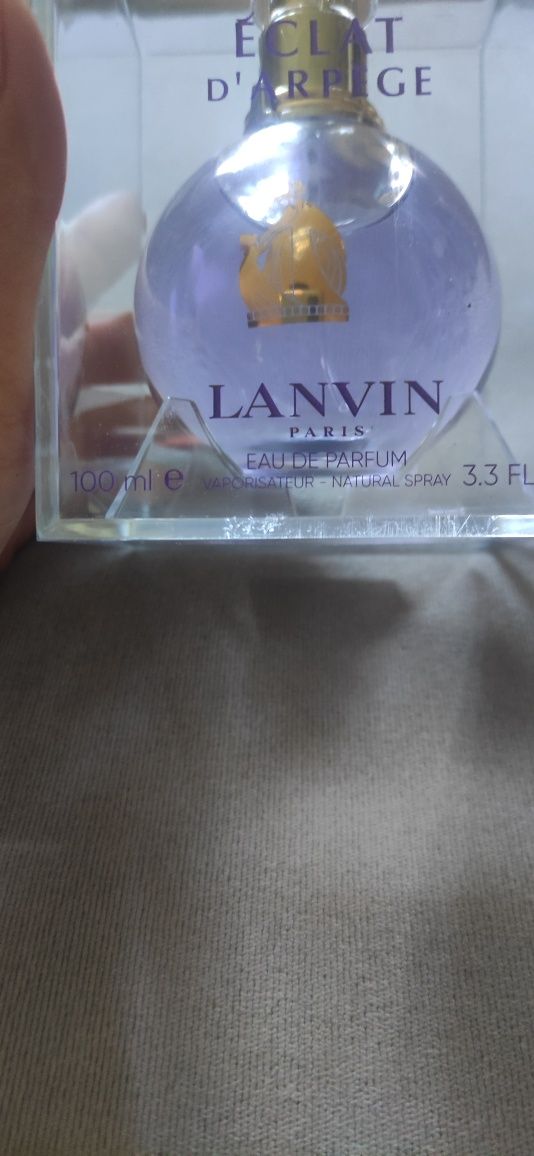 ÉCLAT
D'ARPÈGE
LANVIN
PARIS
EAU DE PARFUM
100 ml e VAPORISATEUR - NATURAL SPRAY 3.3 FL